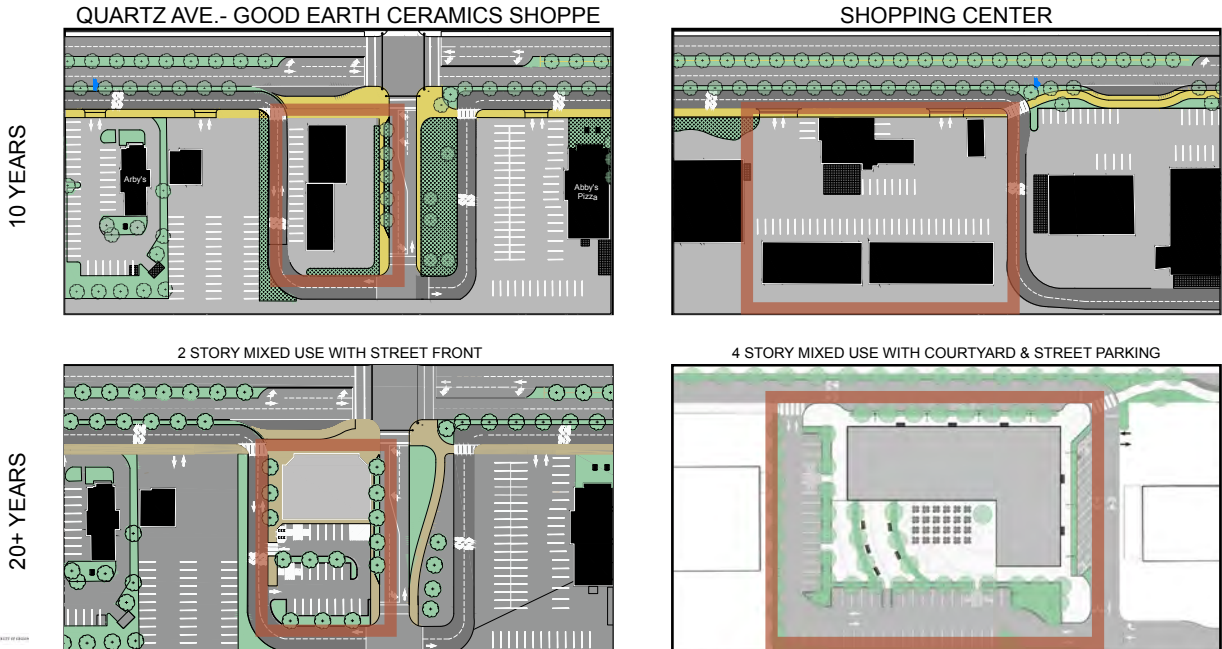 QUARTZ AVE.- GOOD EARTH CERAMICS SHOPPE
SHOPPING CENTER
10 YEARS
Arby's
Abby's
Pizza
2 STORY MIXED USE WITH STREET FRONT
4 STORY MIXED USE WITH COURTYARD & STREET PARKING
20+ YEARS